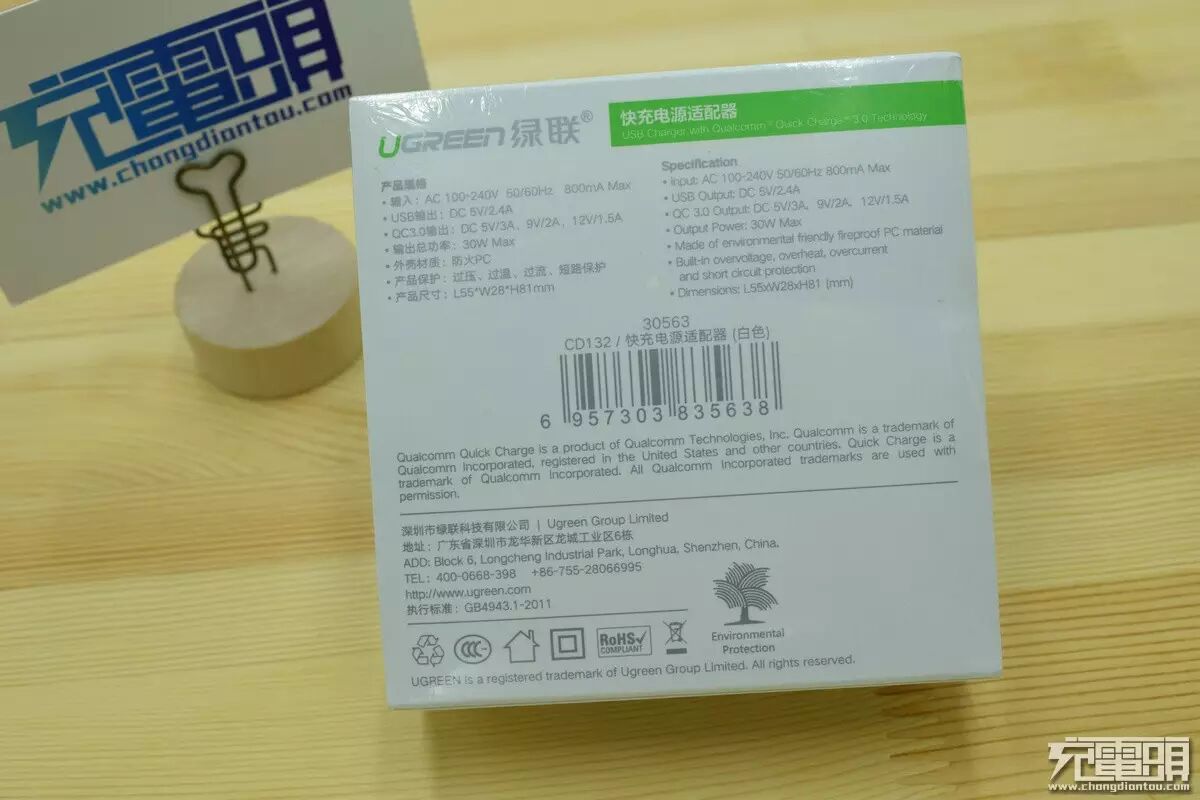 充電頭
www.chongdiantou.com
UGREEN 绿联®
快充电源适配器
USB Charger with Qualcomm™ Quick Charge™ 3.0 Technology
产品规格
• 输入：AC 100-240V 50/60Hz 800mA Max
• USB输出：DC 5V/2.4A
• QC3.0输出：DC 5V/3A、9V/2A、12V/1.5A
• 输出总功率：30W Max
• 外壳材质：防火PC
• 产品保护：过压、过温、过流、短路保护
• 产品尺寸：L55*W28*H81mm
Specification
• Input: AC 100-240V 50/60Hz 800mA Max
• USB Output: DC 5V/2.4A
• QC 3.0 Output: DC 5V/3A、9V/2A、12V/1.5A
• Output Power: 30W Max
• Made of environmental friendly fireproof PC material
• Built-in overvoltage, overheat, overcurrent
and short circuit protection
• Dimensions: L55xW28xH81 (mm)
30563
CD132 / 快充电源适配器 (白色)
6 957303 835638
Qualcomm Quick Charge is a product of Qualcomm Technologies, Inc. Qualcomm is a trademark of
Qualcomm Incorporated, registered in the United States and other countries. Quick Charge is a
trademark of Qualcomm Incorporated. All Qualcomm Incorporated trademarks are used with
permission.
深圳市绿联科技有限公司 | Ugreen Group Limited
地址：广东省深圳市龙华新区龙城工业区6栋
ADD: Block 6, Longcheng Industrial Park, Longhua, Shenzhen, China.
TEL：400-0668-398 +86-755-28066995
http://www.ugreen.com
执行标准：GB4943.1-2011
CCC
RoHS
COMPLIANT
Environmental
Protection
UGREEN is a registered trademark of Ugreen Group Limited. All rights reserved.
充電頭
www.chongdiantou.com